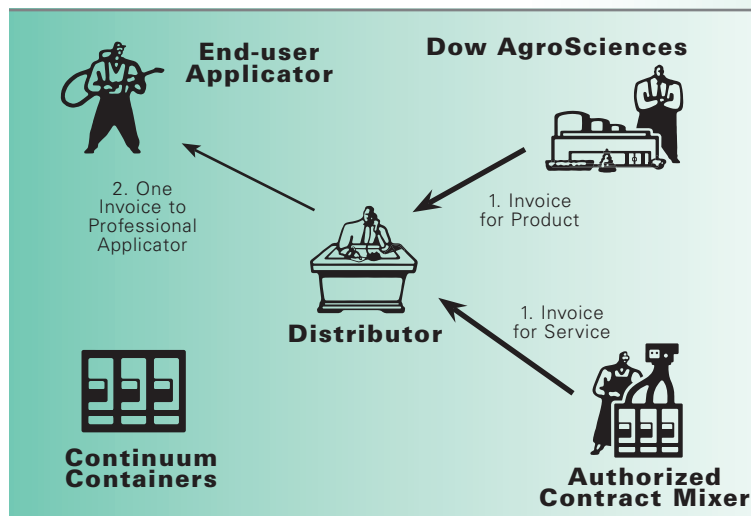 End-user
Applicator
Dow AgroSciences
2. One
Invoice to
Professional
Applicator
1. Invoice
for Product
Distributor
1. Invoice
for Service
Continuum
Containers
Authorized
Contract Mixer